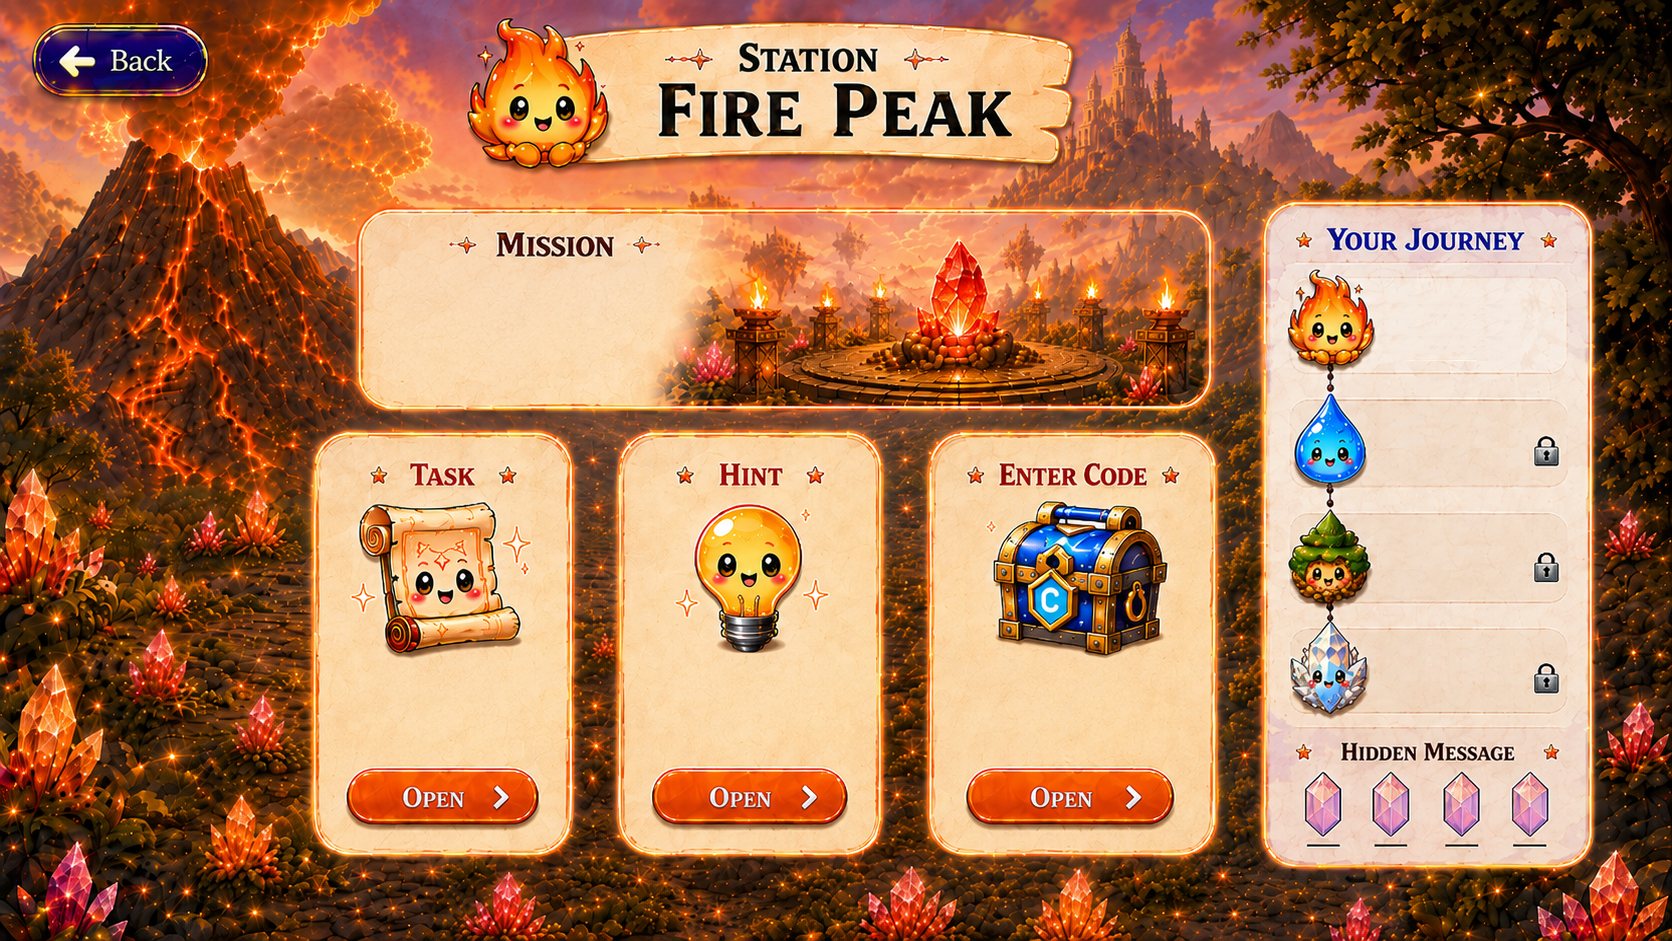 Back
Station
Fire Peak
Mission
Your Journey
Task
Hint
Enter Code
C
Open
Open
Open
Hidden Message